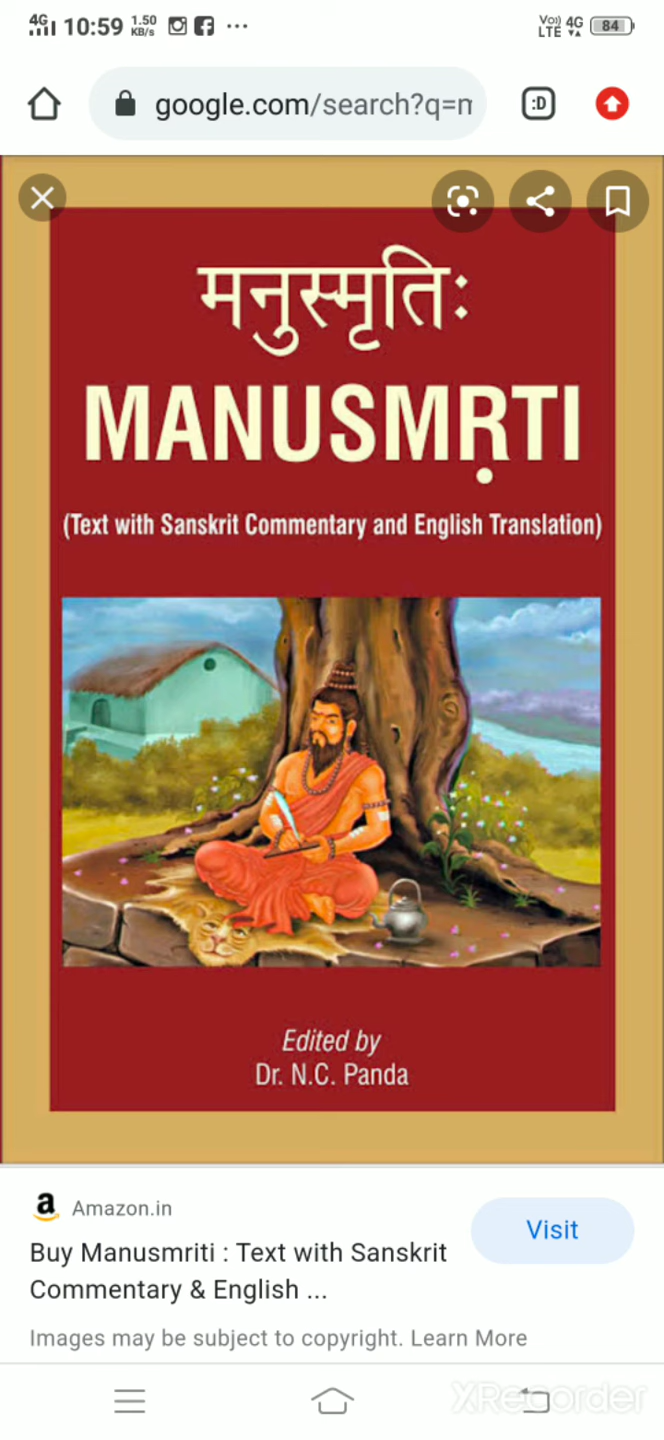 4G 10:59 1.50 KB/s ··· Vo)) LTE 4G 84
google.com/search?q=m
:D
मनुस्मृतिः
MANUSMṚTI
(Text with Sanskrit Commentary and English Translation)
Edited by
Dr. N.C. Panda
a Amazon.in
Visit
Buy Manusmriti : Text with Sanskrit
Commentary & English ...
Images may be subject to copyright. Learn More
XRecorder